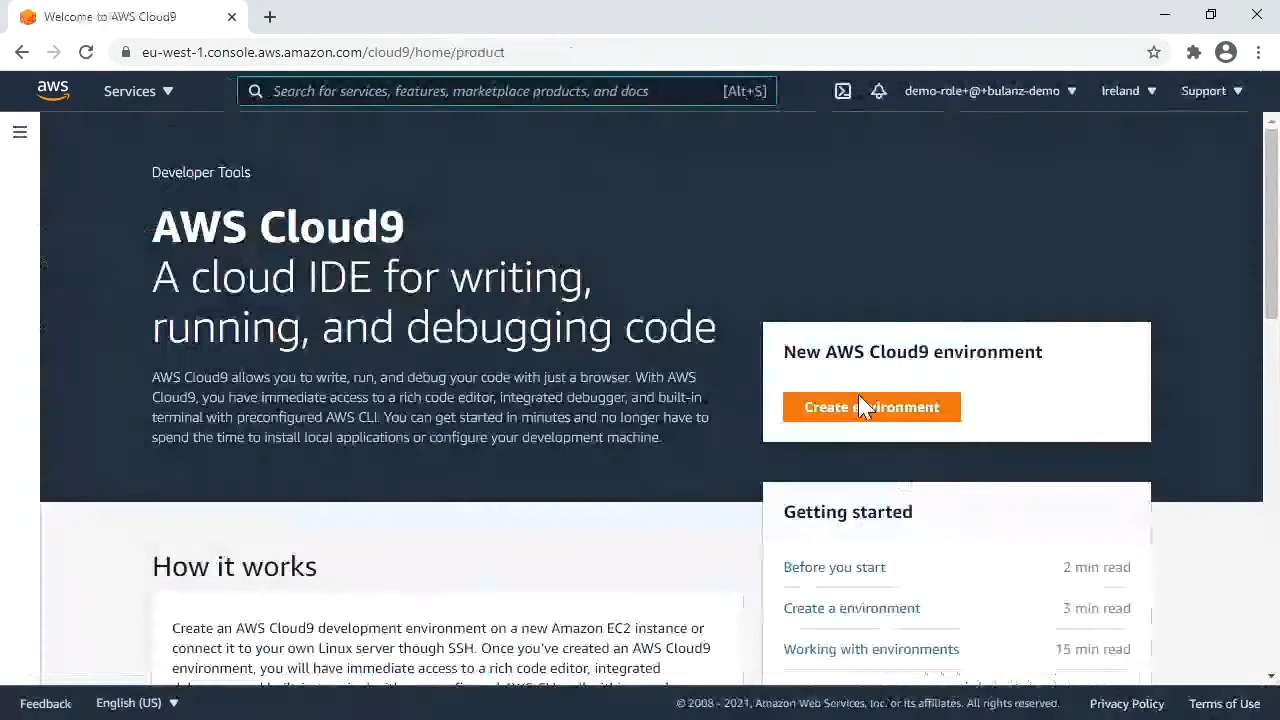 Welcome to AWS Cloud9
eu-west-1.console.aws.amazon.com/cloud9/home/product
aws
Services
Search for services, features, marketplace products, and docs
[Alt+S]
demo-role+@+bulanz-demo
Ireland
Support
Developer Tools
AWS Cloud9
A cloud IDE for writing,
running, and debugging code
AWS Cloud9 allows you to write, run, and debug your code with just a browser. With AWS
Cloud9, you have immediate access to a rich code editor, integrated debugger, and built-in
terminal with preconfigured AWS CLI. You can get started in minutes and no longer have to
spend the time to install local applications or configure your development machine.
New AWS Cloud9 environment
Create environment
Getting started
Before you start
2 min read
Create a environment
3 min read
Working with environments
15 min read
How it works
Create an AWS Cloud9 development environment on a new Amazon EC2 instance or
connect it to your own Linux server though SSH. Once you've created an AWS Cloud9
environment, you will have immediate access to a rich code editor, integrated
Feedback
English (US)
© 2008 - 2021, Amazon Web Services, Inc. or its affiliates. All rights reserved.
Privacy Policy
Terms of Use